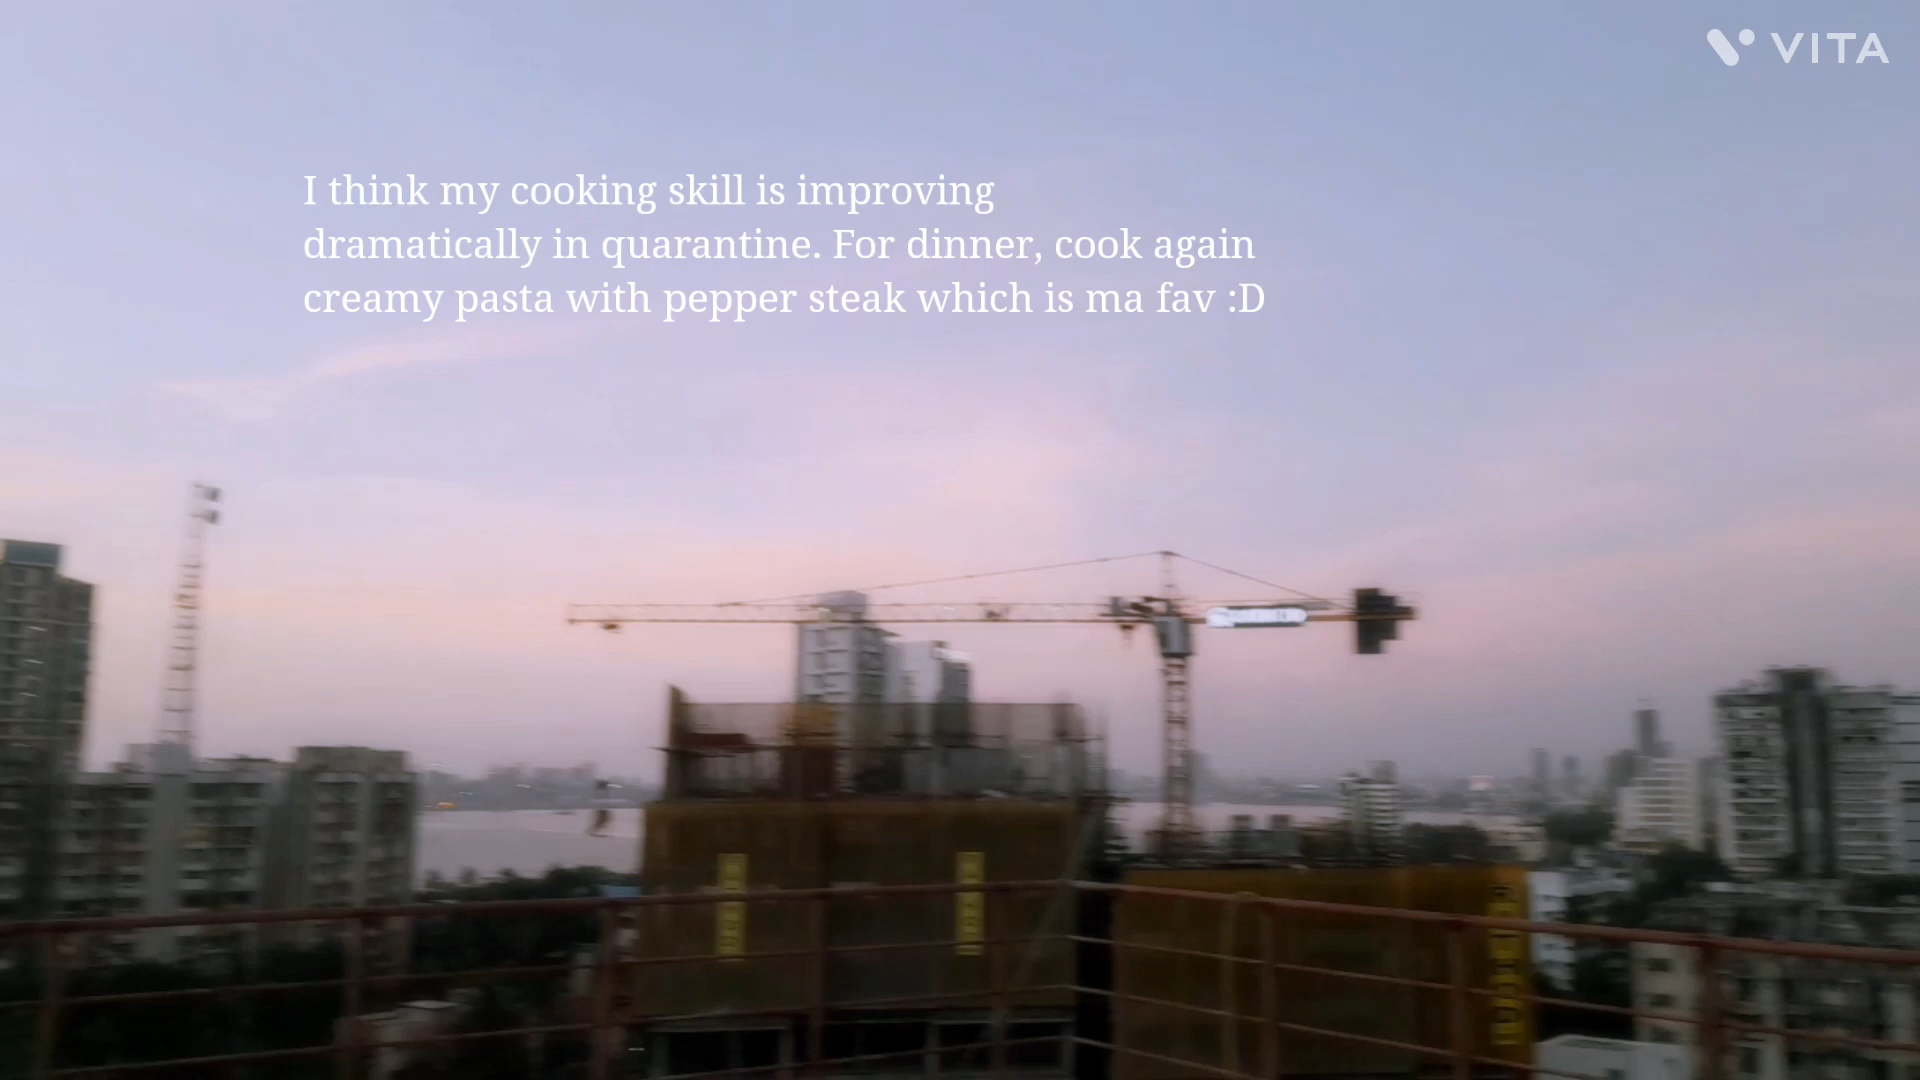 VITA
I think my cooking skill is improving
dramatically in quarantine. For dinner, cook again
creamy pasta with pepper steak which is ma fav :D